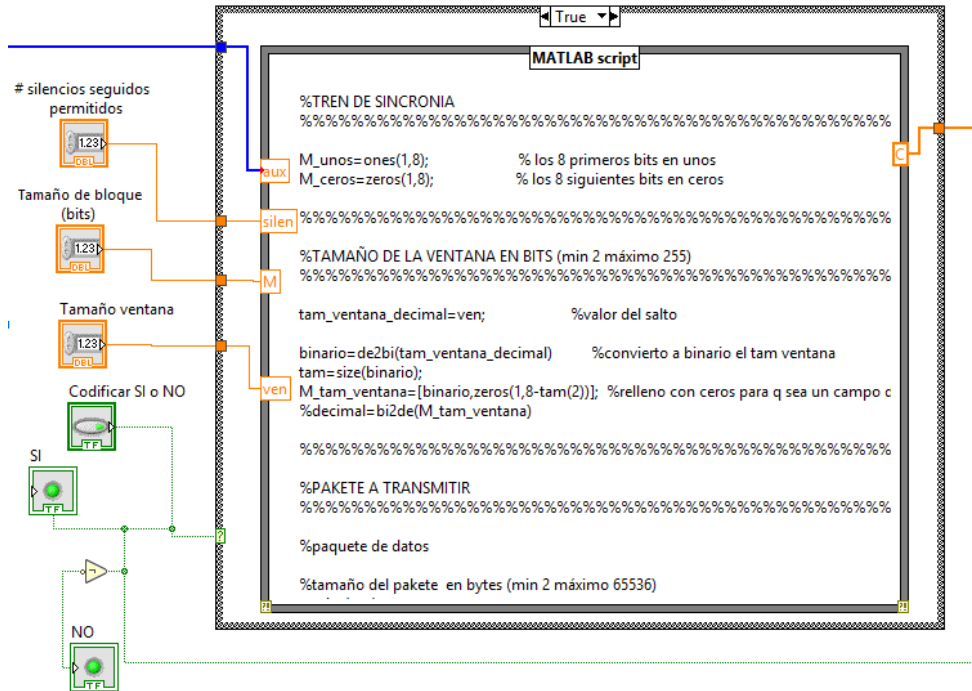 True
MATLAB script
# silencios seguidos
permitidos
1.23
DBL
Tamaño de bloque
(bits)
1.23
DBL
Tamaño ventana
1.23
DBL
Codificar SI o NO
TF
SI
TF
NO
TF
aux
silen
M
ven
?
C
%TREN DE SINCRONIA
%%%%%%%%%%%%%%%%%%%%%%%%%%%%%%%%%%%%%%%%%%%%%%
M_unos=ones(1,8); % los 8 primeros bits en unos
M_ceros=zeros(1,8); % los 8 siguientes bits en ceros
%%%%%%%%%%%%%%%%%%%%%%%%%%%%%%%%%%%%%%%%%%%%%%
%TAMAÑO DE LA VENTANA EN BITS (min 2 máximo 255)
%%%%%%%%%%%%%%%%%%%%%%%%%%%%%%%%%%%%%%%%%%%%%%
tam_ventana_decimal=ven; %valor del salto
binario=de2bi(tam_ventana_decimal) %convierto a binario el tam ventana
tam=size(binario);
M_tam_ventana=[binario,zeros(1,8-tam(2))]; %relleno con ceros para q sea un campo d
%decimal=bi2de(M_tam_ventana)
%%%%%%%%%%%%%%%%%%%%%%%%%%%%%%%%%%%%%%%%%%%%%%
%PAKETE A TRANSMITIR
%%%%%%%%%%%%%%%%%%%%%%%%%%%%%%%%%%%%%%%%%%%%%%
%paquete de datos
%tamaño del pakete en bytes (min 2 máximo 65536)